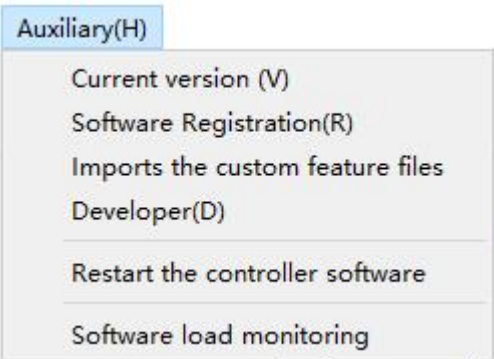 Auxiliary(H)
Current version (V)
Software Registration(R)
Imports the custom feature files
Developer(D)
Restart the controller software
Software load monitoring